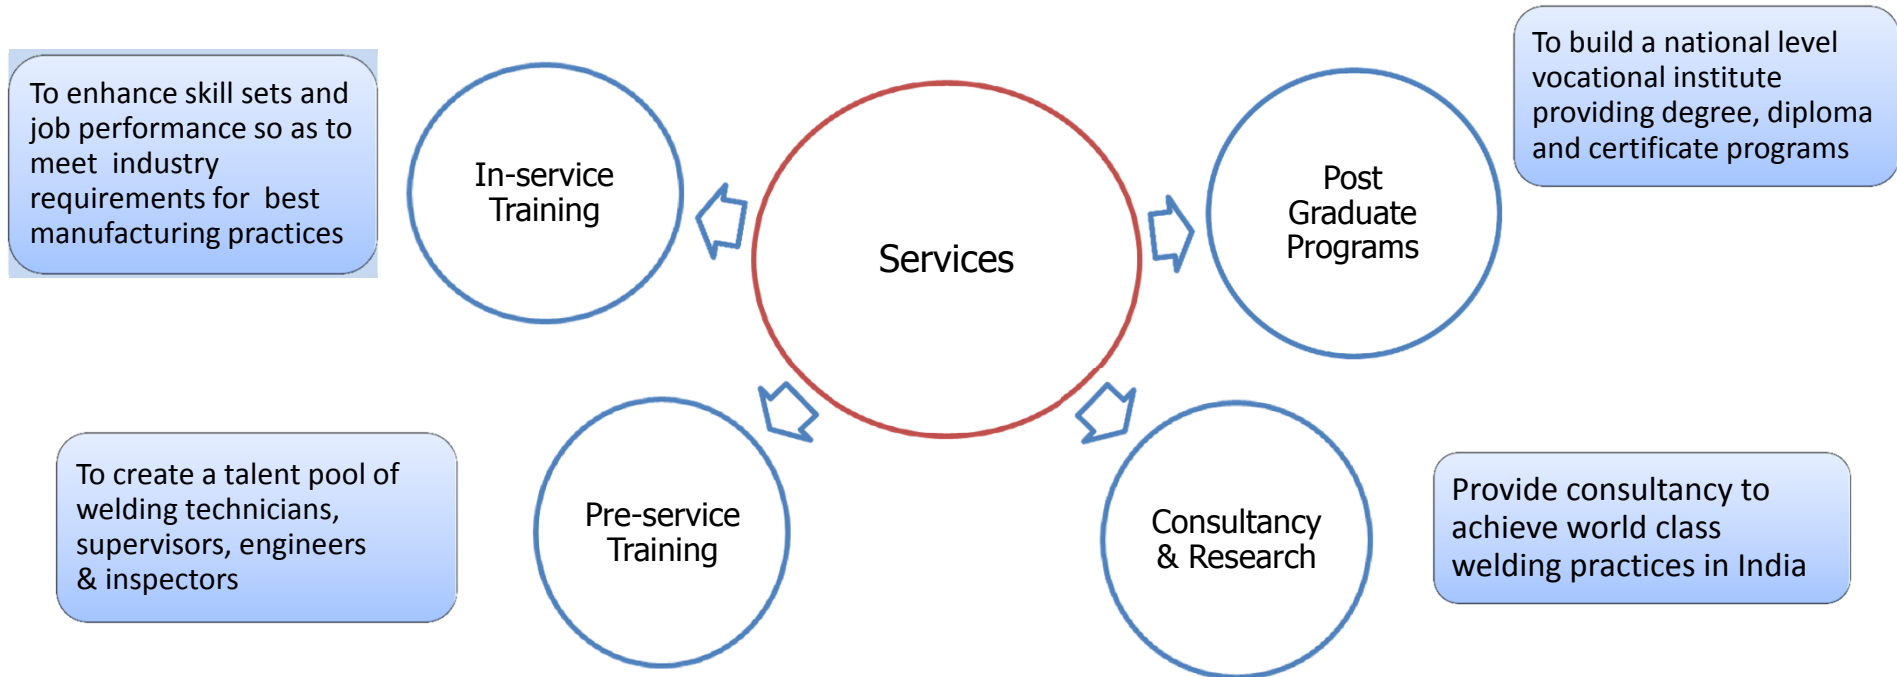 To enhance skill sets and
job performance so as to
meet industry
requirements for best
manufacturing practices
In-service
Training
Services
Post
Graduate
Programs
To build a national level
vocational institute
providing degree, diploma
and certificate programs
To create a talent pool of
welding technicians,
supervisors, engineers
& inspectors
Pre-service
Training
Consultancy
& Research
Provide consultancy to
achieve world class
welding practices in India